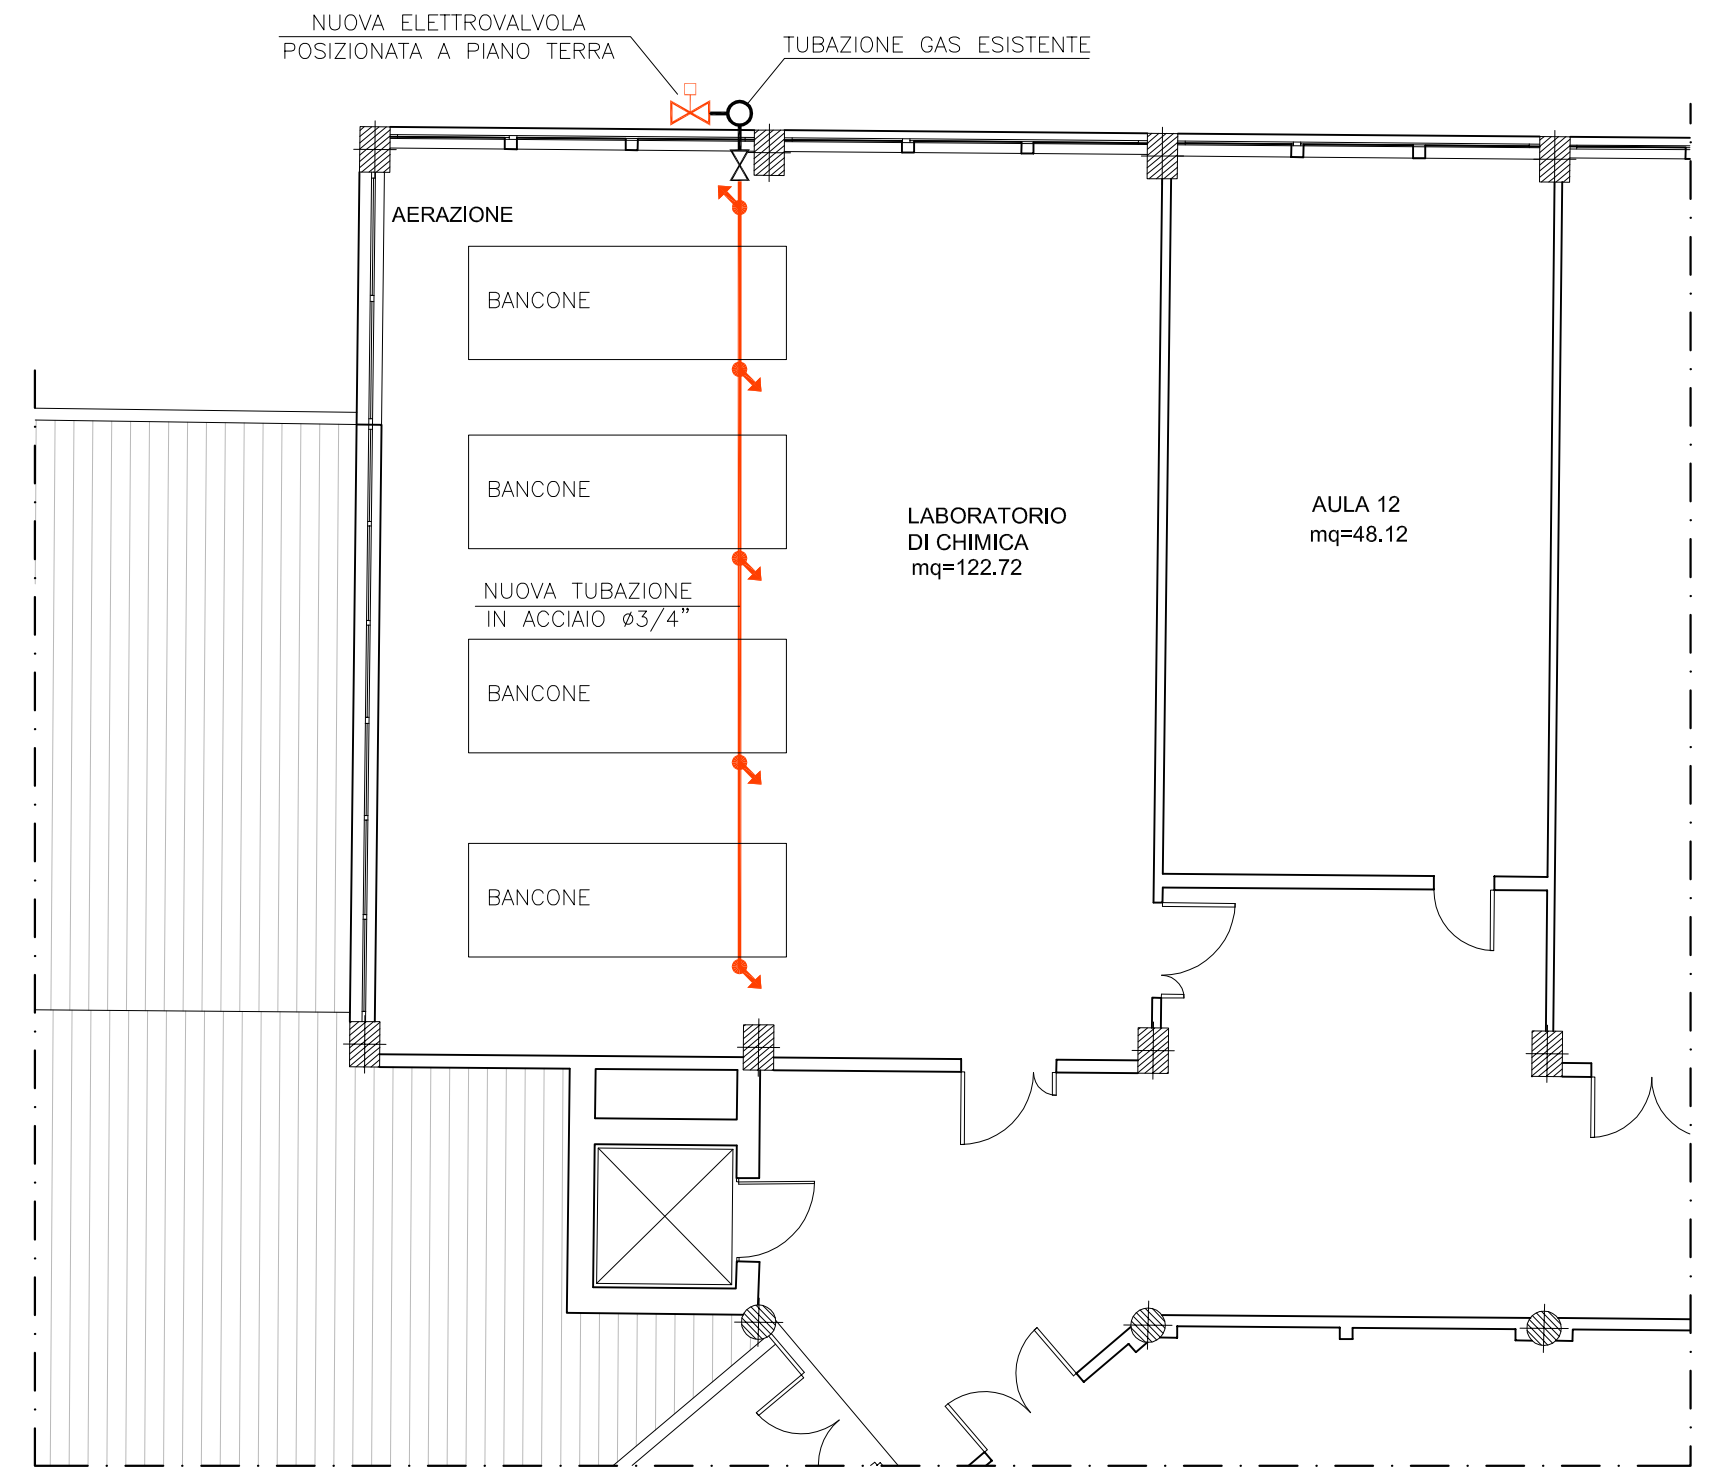 NUOVA ELETTROVALVOLA
POSIZIONATA A PIANO TERRA
TUBAZIONE GAS ESISTENTE
AERAZIONE
BANCONE
BANCONE
LABORATORIO
DI CHIMICA
mq=122.72
AULA 12
mq=48.12
NUOVA TUBAZIONE
IN ACCIAIO ø3/4"
BANCONE
BANCONE